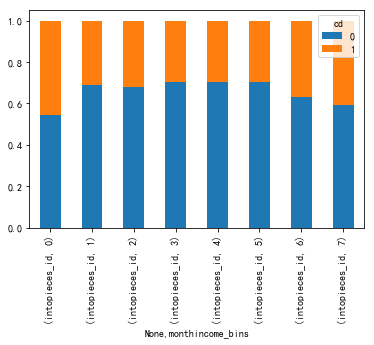 cd
0
1
1.0
0.8
0.6
0.4
0.2
0.0
(intopieces_id, 0)
(intopieces_id, 1)
(intopieces_id, 2)
(intopieces_id, 3)
(intopieces_id, 4)
(intopieces_id, 5)
(intopieces_id, 6)
(intopieces_id, 7)
None,monthincome_bins